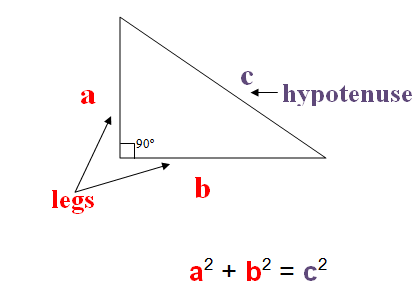 c
a
hypotenuse
90°
b
legs
a² + b² = c²